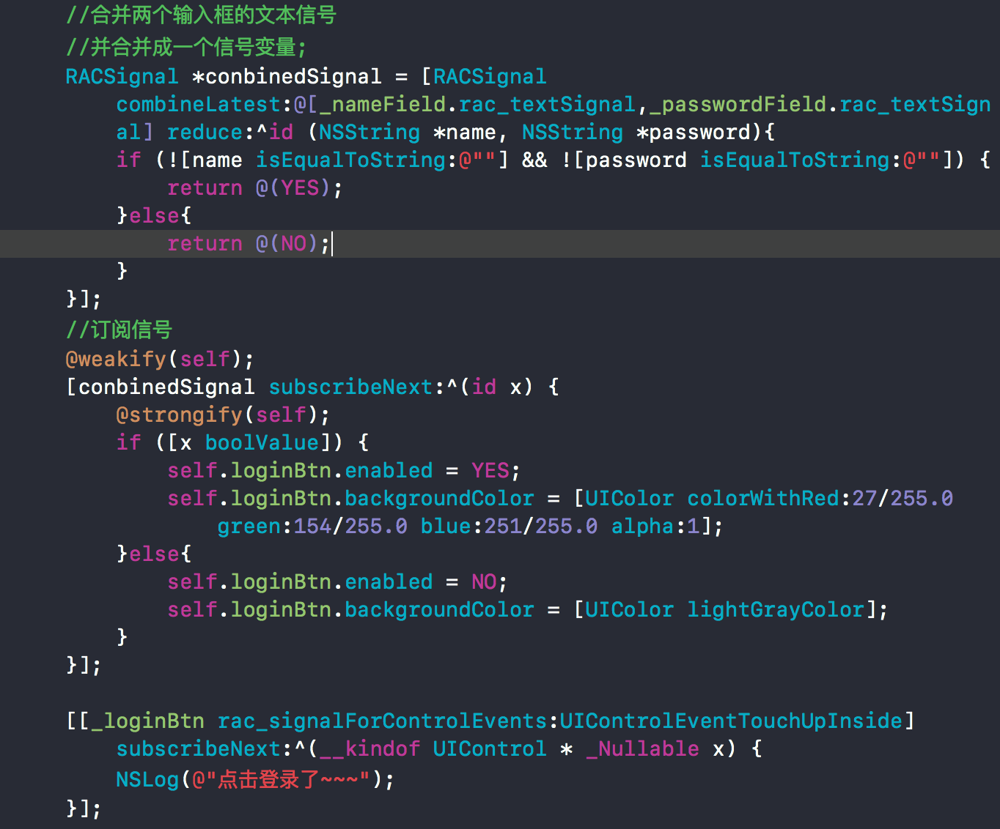 //合并两个输入框的文本信号
//并合并成一个信号变量;
RACSignal *conbinedSignal = [RACSignal
combineLatest:@[_nameField.rac_textSignal,_passwordField.rac_textSign
al] reduce:^id (NSString *name, NSString *password){
if (![name isEqualToString:@""] && ![password isEqualToString:@""]) {
return @(YES);
}else{
return @(NO);
}
}];
//订阅信号
@weakify(self);
[conbinedSignal subscribeNext:^(id x) {
@strongify(self);
if ([x boolValue]) {
self.loginBtn.enabled = YES;
self.loginBtn.backgroundColor = [UIColor colorWithRed:27/255.0
green:154/255.0 blue:251/255.0 alpha:1];
}else{
self.loginBtn.enabled = NO;
self.loginBtn.backgroundColor = [UIColor lightGrayColor];
}
}];
[[_loginBtn rac_signalForControlEvents:UIControlEventTouchUpInside]
subscribeNext:^(__kindof UIControl * _Nullable x) {
NSLog(@"点击登录了~~~");
}];